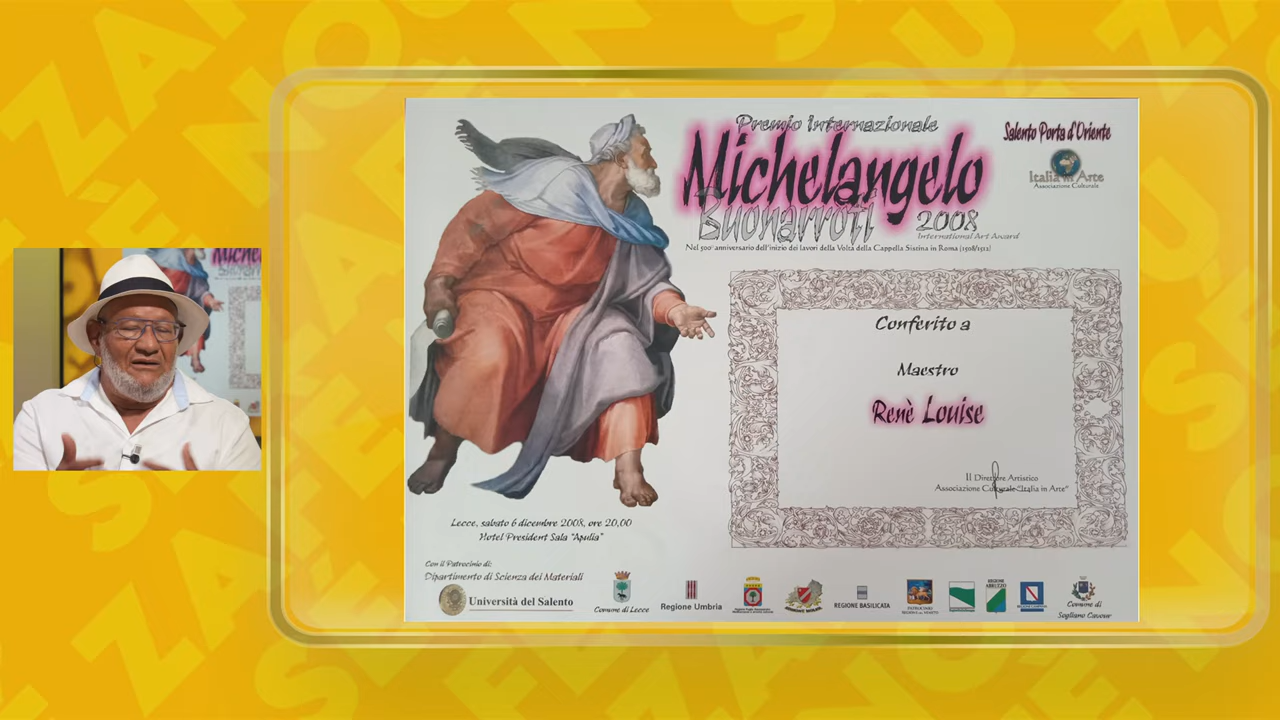 Premio internazionale
Michelangelo
Buonarroti 2008
International Art Award
Nel 500° anniversario dell'inizio dei lavori della Volta della Cappella Sistina in Roma (1508/1512)
Salento Porta d'Oriente
Italia in Arte
Associazione Culturale
Conferito a
Maestro
Renè Louise
Il Direttore Artistico
Associazione Culturale "Italia in Arte"
Lecce, sabato 6 dicembre 2008, ore 20,00
Hotel President Sala "Apulia"
Con il Patrocinio di:
Dipartimento di Scienza dei Materiali
Università del Salento
Comune di Lecce
Regione Umbria
REGIONE BASILICATA
REGIONE ABRUZZO
Comune di
Sogliano Cavour